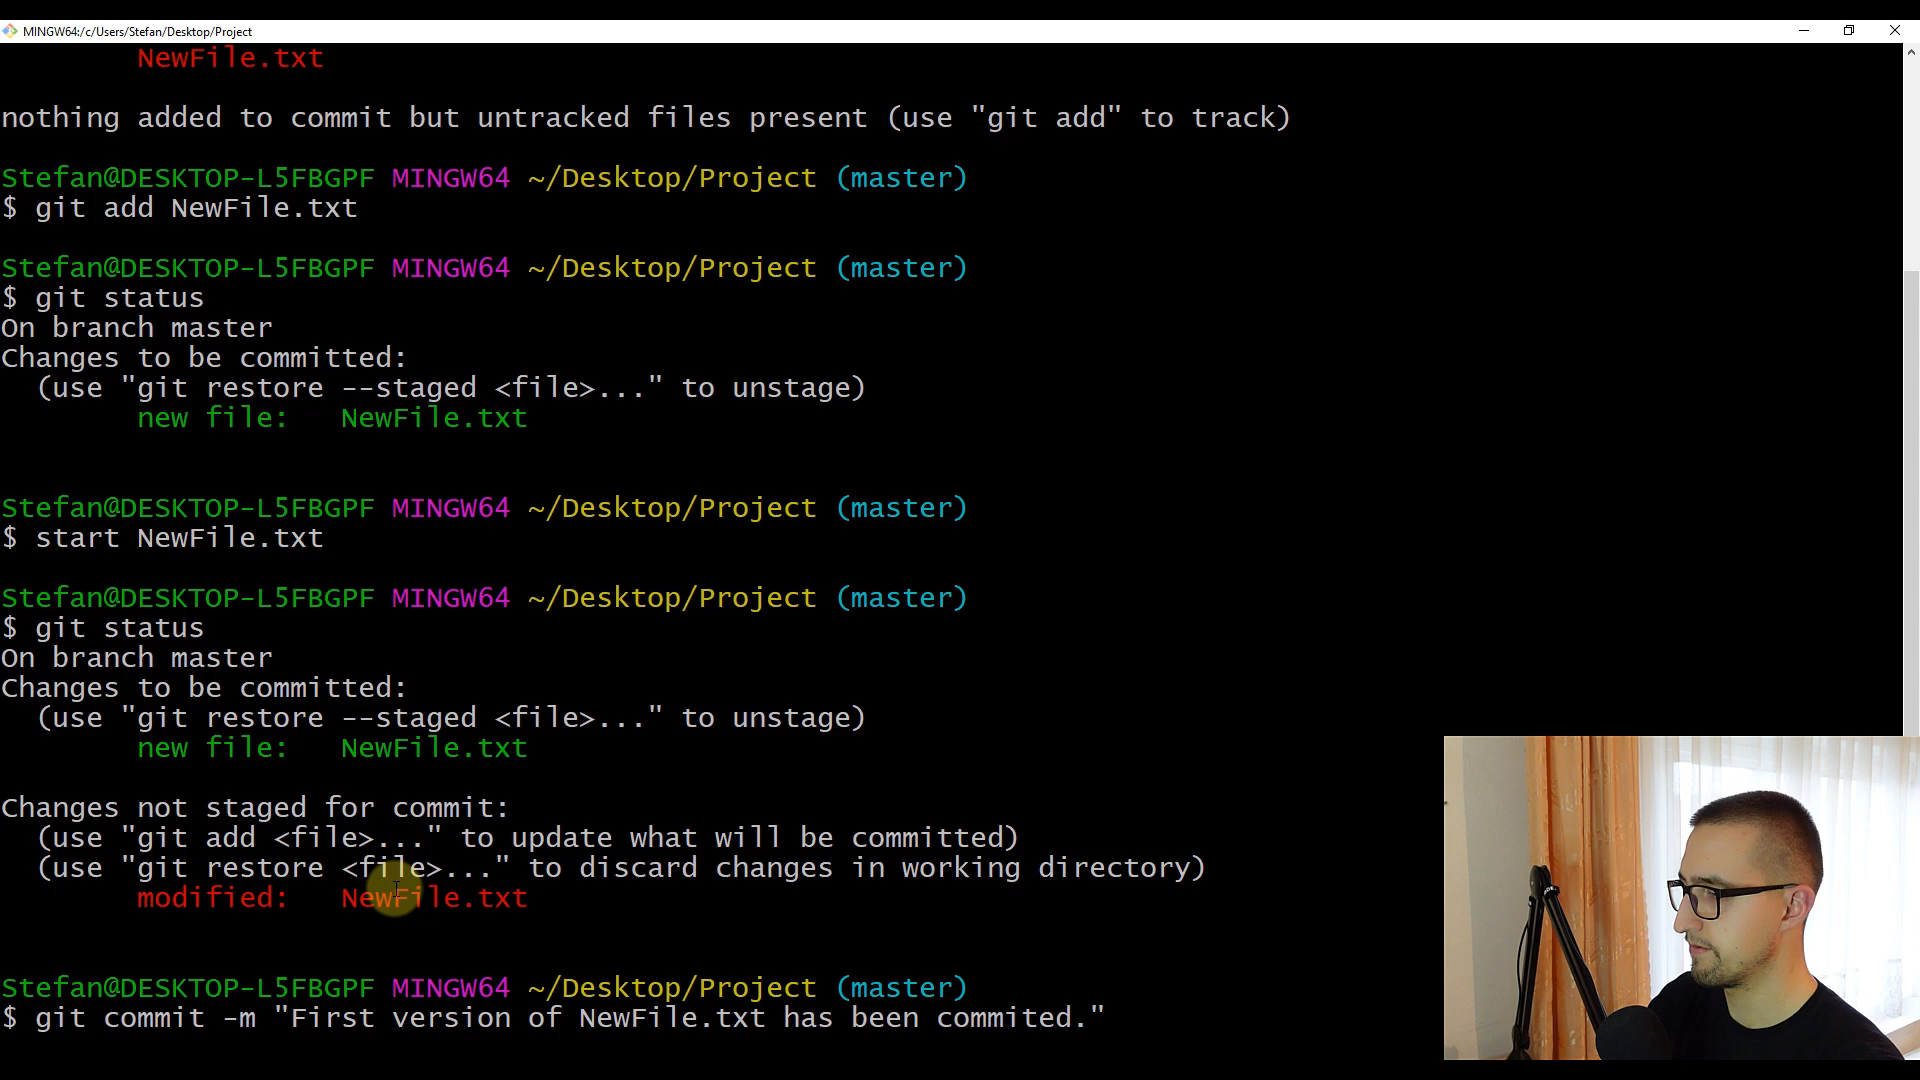 MINGW64:/c/Users/Stefan/Desktop/Project
NewFile.txt
nothing added to commit but untracked files present (use "git add" to track)
Stefan@DESKTOP-L5FBGPF MINGW64 ~/Desktop/Project (master)
$ git add NewFile.txt
Stefan@DESKTOP-L5FBGPF MINGW64 ~/Desktop/Project (master)
$ git status
On branch master
Changes to be committed:
  (use "git restore --staged <file>..." to unstage)
        new file:   NewFile.txt
Stefan@DESKTOP-L5FBGPF MINGW64 ~/Desktop/Project (master)
$ start NewFile.txt
Stefan@DESKTOP-L5FBGPF MINGW64 ~/Desktop/Project (master)
$ git status
On branch master
Changes to be committed:
  (use "git restore --staged <file>..." to unstage)
        new file:   NewFile.txt
Changes not staged for commit:
  (use "git add <file>..." to update what will be committed)
  (use "git restore <file>..." to discard changes in working directory)
        modified:   NewFile.txt
Stefan@DESKTOP-L5FBGPF MINGW64 ~/Desktop/Project (master)
$ git commit -m "First version of NewFile.txt has been commited."